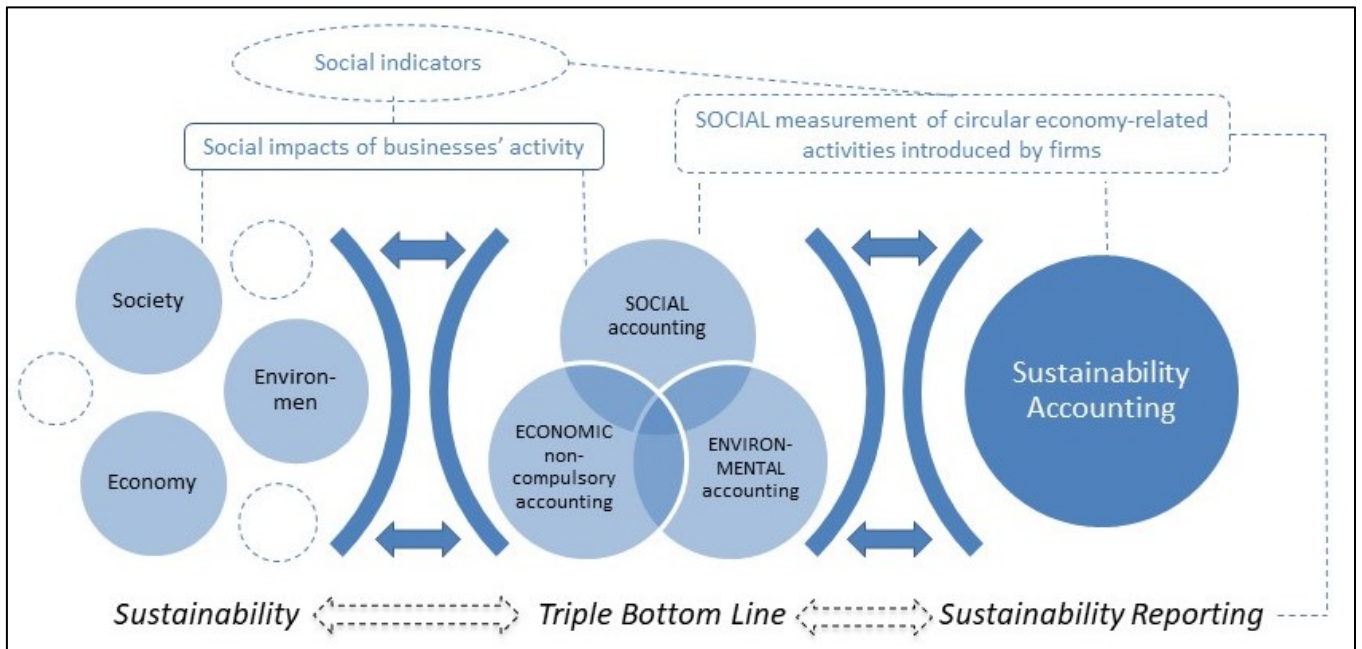 Social indicators
Social impacts of businesses’ activity
SOCIAL measurement of circular economy-related
activities introduced by firms
Society
Environ-
men
Economy
SOCIAL
accounting
ECONOMIC
non-
compulsory
accounting
ENVIRON-
MENTAL
accounting
Sustainability
Accounting
Sustainability
Triple Bottom Line
Sustainability Reporting